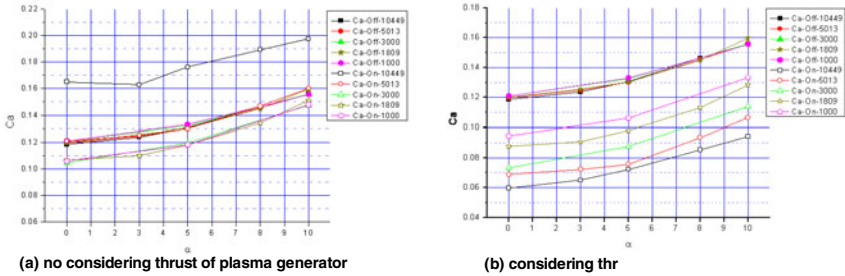 0.22
0.20
0.18
0.16
0.14
0.12
0.10
0.08
0.06
Ca
0 1 2 3 4 5 6 7 8 9 10
α
Ca-Off-10449
Ca-Off-5013
Ca-Off-3000
Ca-Off-1809
Ca-Off-1000
Ca-On-10449
Ca-On-5013
Ca-On-3000
Ca-On-1809
Ca-On-1000
(a) no considering thrust of plasma generator
0.18
0.16
0.14
0.12
0.10
0.08
0.06
0.04
Ca
0 1 2 3 4 5 6 7 8 9 10
α
Ca-Off-10449
Ca-Off-5013
Ca-Off-3000
Ca-Off-1809
Ca-Off-1000
Ca-On-10449
Ca-On-5013
Ca-On-3000
Ca-On-1809
Ca-On-1000
(b) considering thr